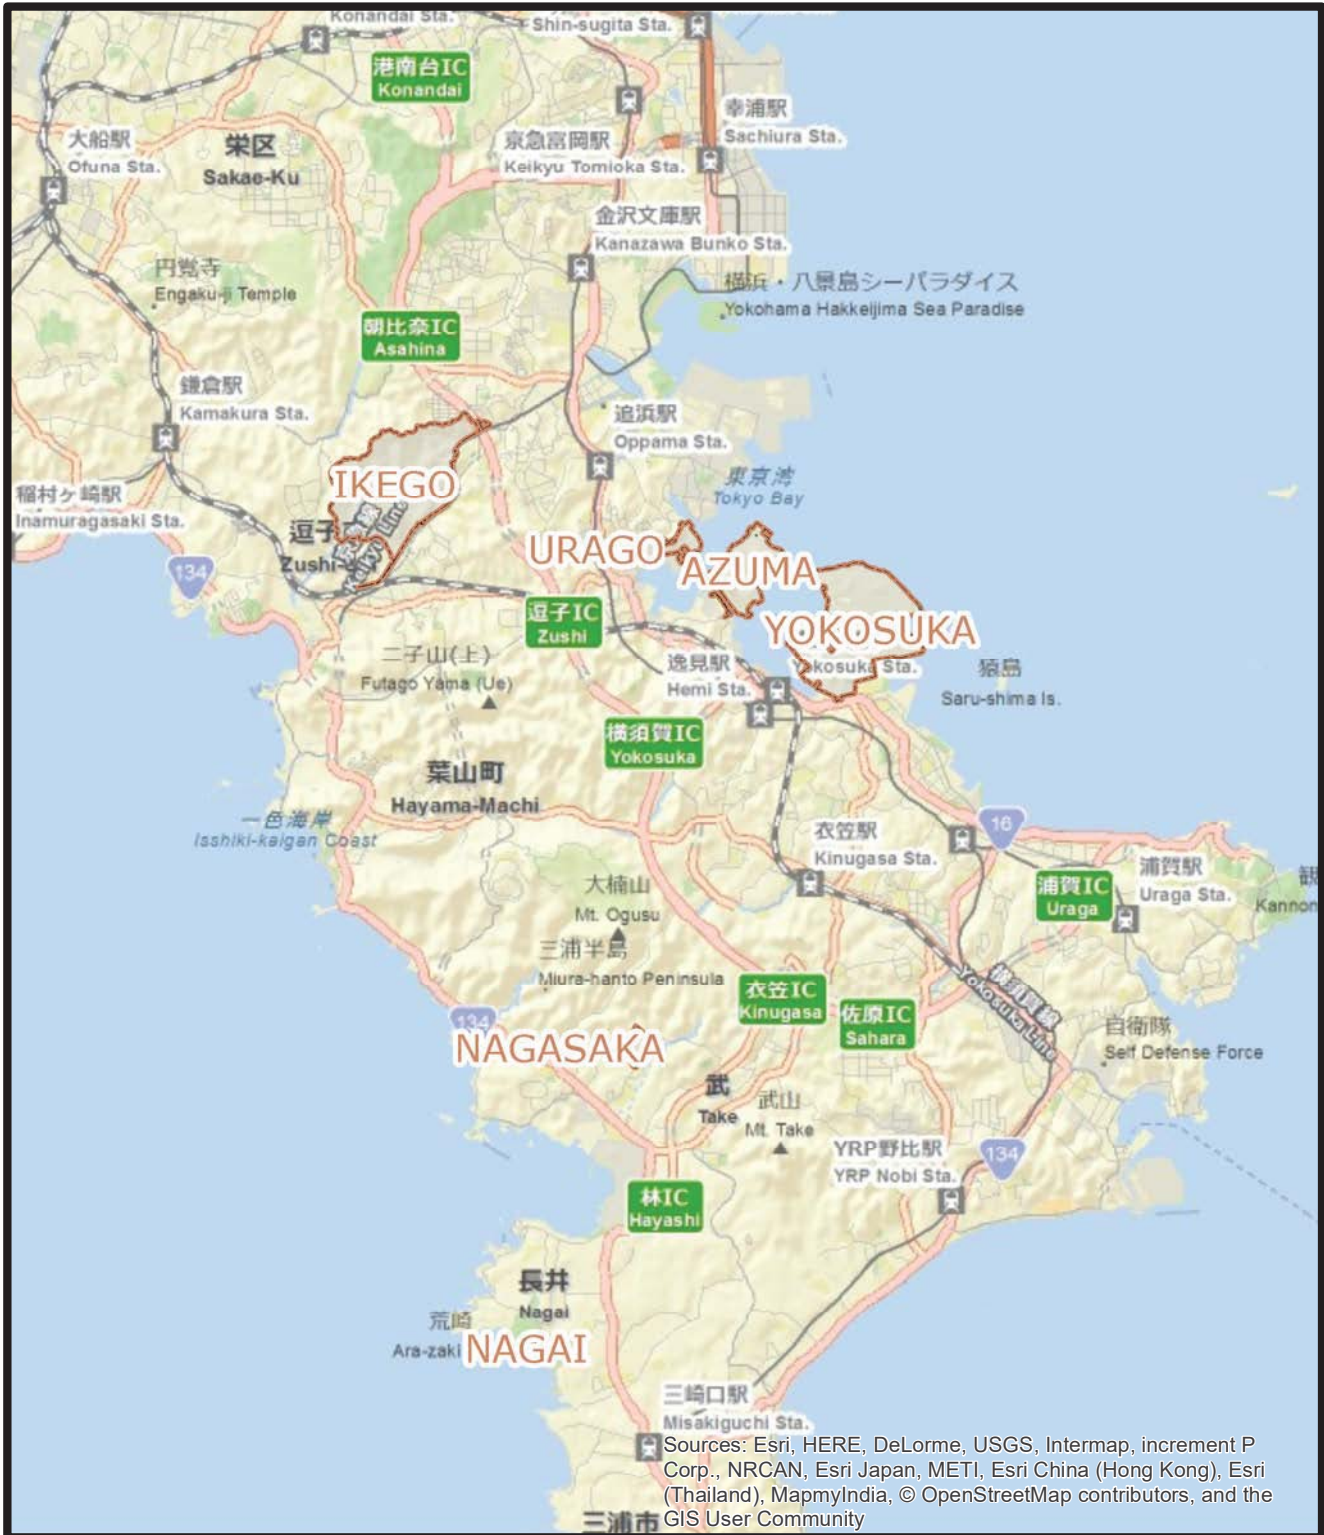 Konandai Sta.
Shin-sugita Sta.
港南台IC
Konandai
幸浦駅
Sachiura Sta.
大船駅
Ofuna Sta.
栄区
Sakae-Ku
京急富岡駅
Keikyu Tomioka Sta.
金沢文庫駅
Kanazawa Bunko Sta.
円覚寺
Engaku-ji Temple
横浜・八景島シーパラダイス
Yokohama Hakkeijima Sea Paradise
朝比奈IC
Asahina
鎌倉駅
Kamakura Sta.
追浜駅
Oppama Sta.
稲村ヶ崎駅
Inamuragasaki Sta.
IKEGO
東京湾
Tokyo Bay
逗子
Zushi-
Line
134
URAGO
AZUMA
YOKOSUKA
逗子IC
Zushi
二子山(上)
Futago Yama (Ue)
逸見駅
Hemi Sta.
Yokosuka Sta.
猿島
Saru-shima Is.
横須賀IC
Yokosuka
葉山町
Hayama-Machi
一色海岸
Isshiki-kaigan Coast
16
衣笠駅
Kinugasa Sta.
浦賀IC
Uraga
浦賀駅
Uraga Sta.
観
Kannon
大楠山
Mt. Ogusu
三浦半島
Miura-hanto Peninsula
衣笠IC
Kinugasa
佐原IC
Sahara
横須賀線
Yokosuka Line
自衛隊
Self Defense Force
134
NAGASAKA
武
Take
武山
Mt. Take
YRP野比駅
YRP Nobi Sta.
134
林IC
Hayashi
長井
Nagai
荒崎
Ara-zaki
NAGAI
三崎口駅
Misakiguchi Sta.
三浦市
Sources: Esri, HERE, DeLorme, USGS, Intermap, increment P
Corp., NRCAN, Esri Japan, METI, Esri China (Hong Kong), Esri
(Thailand), MapmyIndia, © OpenStreetMap contributors, and the
GIS User Community